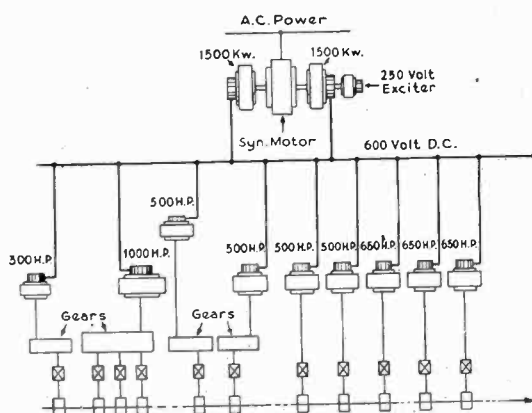 A.C. Power
1500 Kw. 1500 Kw.
250 Volt
Exciter
Syn. Motor
600 Volt D.C.
500 H.P.
300 H.P. 1000 H.P. 500 H.P. 500 H.P. 500 H.P. 650 H.P. 650 H.P. 650 H.P.
Gears Gears